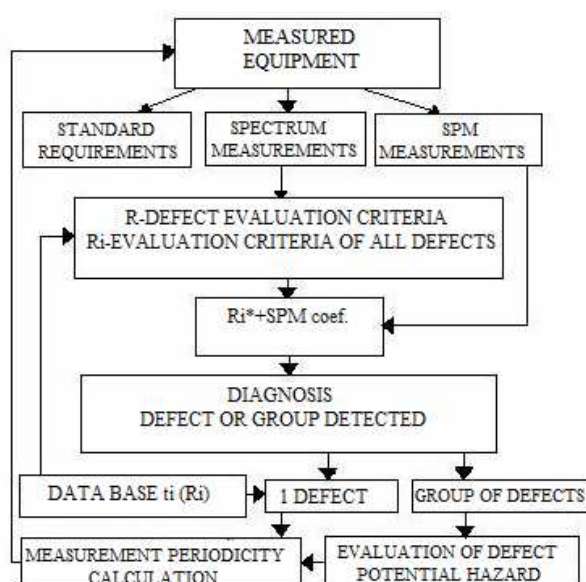 MEASURED
EQUIPMENT
STANDARD
REQUIREMENTS
SPECTRUM
MEASUREMENTS
SPM
MEASUREMENTS
R-DEFECT EVALUATION CRITERIA
Ri-EVALUATION CRITERIA OF ALL DEFECTS
Ri*+SPM coef.
DIAGNOSIS
DEFECT OR GROUP DETECTED
DATA BASE ti (Ri)
1 DEFECT
GROUP OF DEFECTS
MEASUREMENT PERIODICITY
CALCULATION
EVALUATION OF DEFECT
POTENTIAL HAZARD